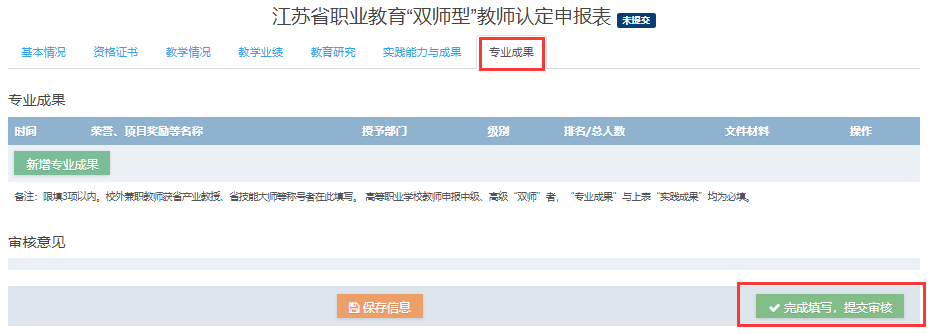 江苏省职业教育“双师型”教师认定申报表 未提交
基本情况 资格证书 教学情况 教学业绩 教育研究 实践能力与成果 专业成果
专业成果
时间 荣誉、项目奖励等名称 授予部门 级别 排名/总人数 文件材料 操作
新增专业成果
备注：限填3项以内。校外兼职教师获省产业教授、省技能大师等称号者在此填写。 高等职业学校教师申报中级、高级“双师”者，“专业成果”与上表“实践成果”均为必填。
审核意见
保存信息 完成填写，提交审核